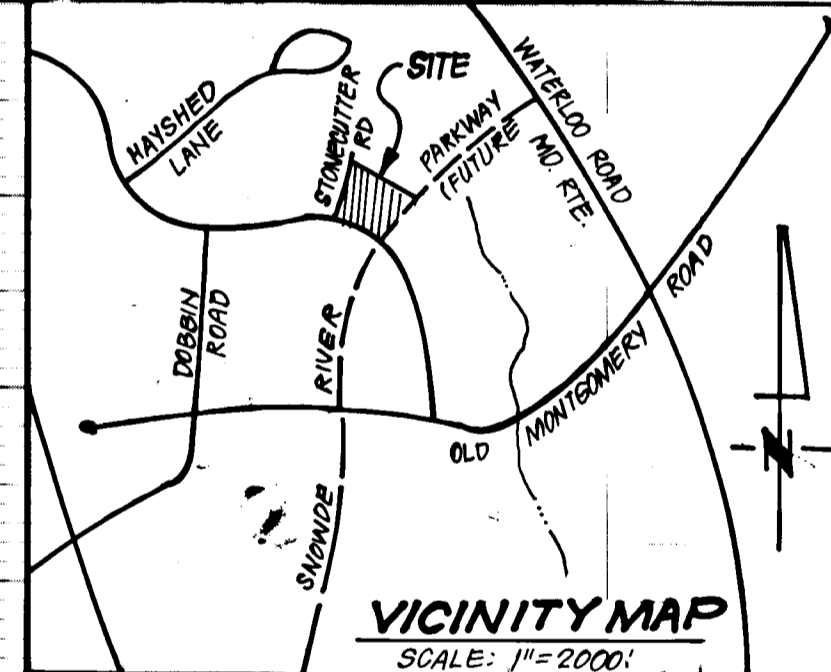 HAYSHED
LANE
STONECUTTER
RD
SITE
PARKWAY
(FUTURE
WATERLOO ROAD
MD. RTE.
DOBBIN
ROAD
RIVER
SNOWDE
OLD
MONTGOMERY
ROAD
N
VICINITY MAP
SCALE: 1"=2000'